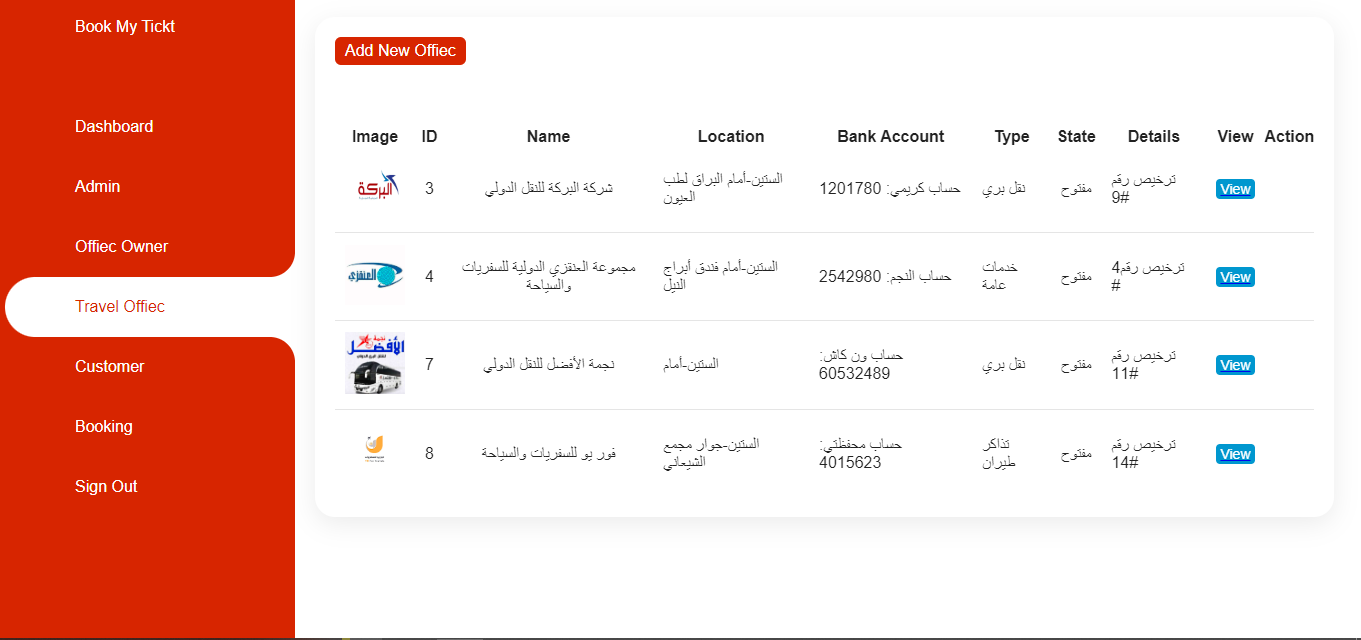 Book My Tickt
Dashboard
Admin
Offiec Owner
Travel Offiec
Customer
Booking
Sign Out
Add New Offiec
Image ID Name Location Bank Account Type State Details View Action
البركة
3
شركة البركة للنقل الدولي
الستين-أمام البراق لطب
العيون
حساب كريمي: 1201780
نقل بري
مفتوح
ترخيص رقم
9#
View
المنقزي
4
مجموعة العنقزي الدولية للسفريات
والسياحة
الستين-أمام فندق أبراج
النيل
حساب النجم: 2542980
خدمات
عامة
مفتوح
ترخيص رقم4
#
View
نجمة
الأفضل
7
نجمة الأفضل للنقل الدولي
الستين-أمام
حساب ون كاش:
60532489
نقل بري
مفتوح
ترخيص رقم
11#
View
8
فور يو للسفريات والسياحة
الستين-جوار مجمع
الشيعاني
حساب محفظتي:
4015623
تذاكر
طيران
مفتوح
ترخيص رقم
14#
View